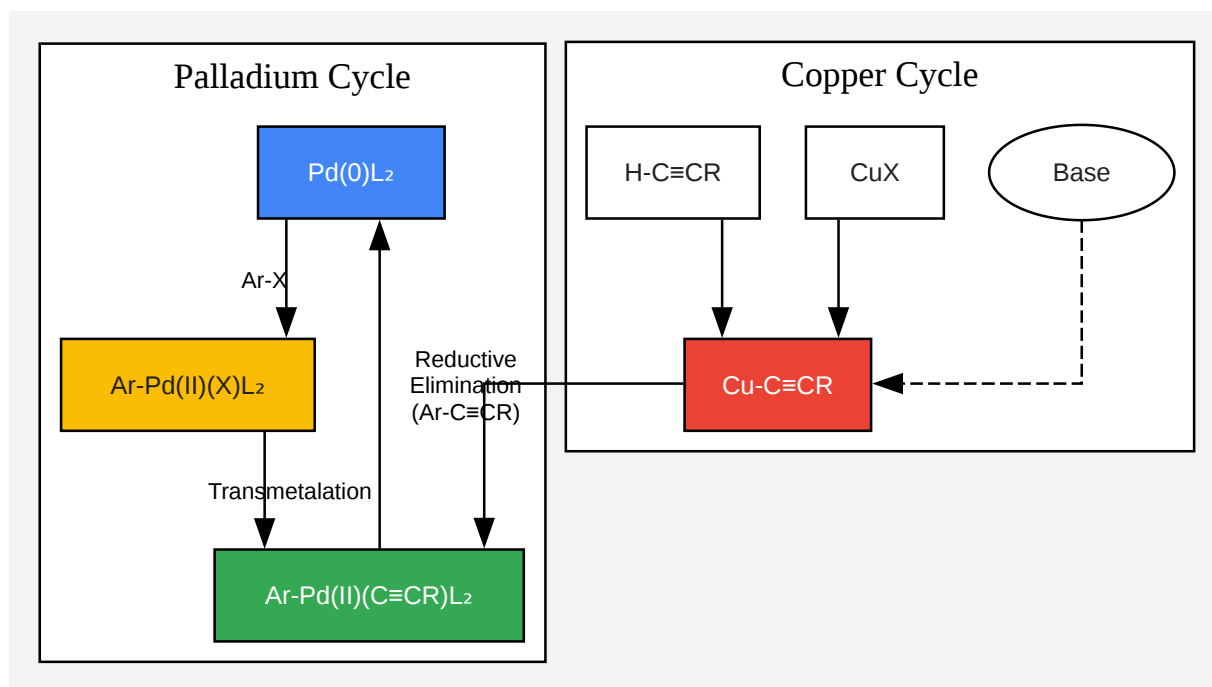 Palladium Cycle
Pd(0)L₂
Ar-X
Ar-Pd(II)(X)L₂
Reductive
Elimination
(Ar-C≡CR)
Transmetalation
Ar-Pd(II)(C≡CR)L₂
Copper Cycle
H-C≡CR
CuX
Base
Cu-C≡CR